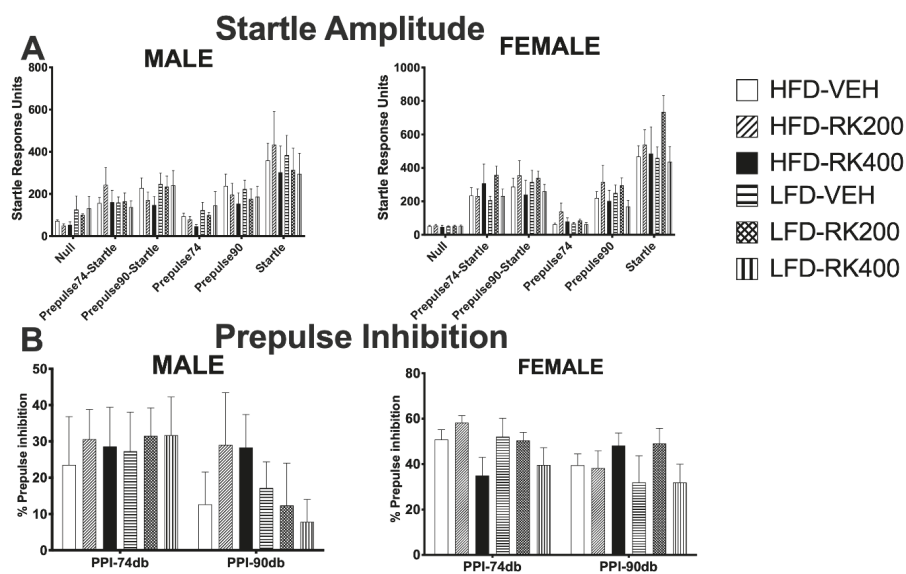 Startle Amplitude
A
MALE
FEMALE
Startle Response Units
800
600
400
200
0
Null
Prepulse74-Startle
Prepulse90-Startle
Prepulse74
Prepulse90
Startle
Startle Response Units
1000
800
600
400
200
0
Null
Prepulse74-Startle
Prepulse90-Startle
Prepulse74
Prepulse90
Startle
HFD-VEH
HFD-RK200
HFD-RK400
LFD-VEH
LFD-RK200
LFD-RK400
B
Prepulse Inhibition
MALE
FEMALE
% Prepulse inhibition
50
40
30
20
10
0
PPI-74db
PPI-90db
% Prepulse inhibition
80
60
40
20
0
PPI-74db
PPI-90db